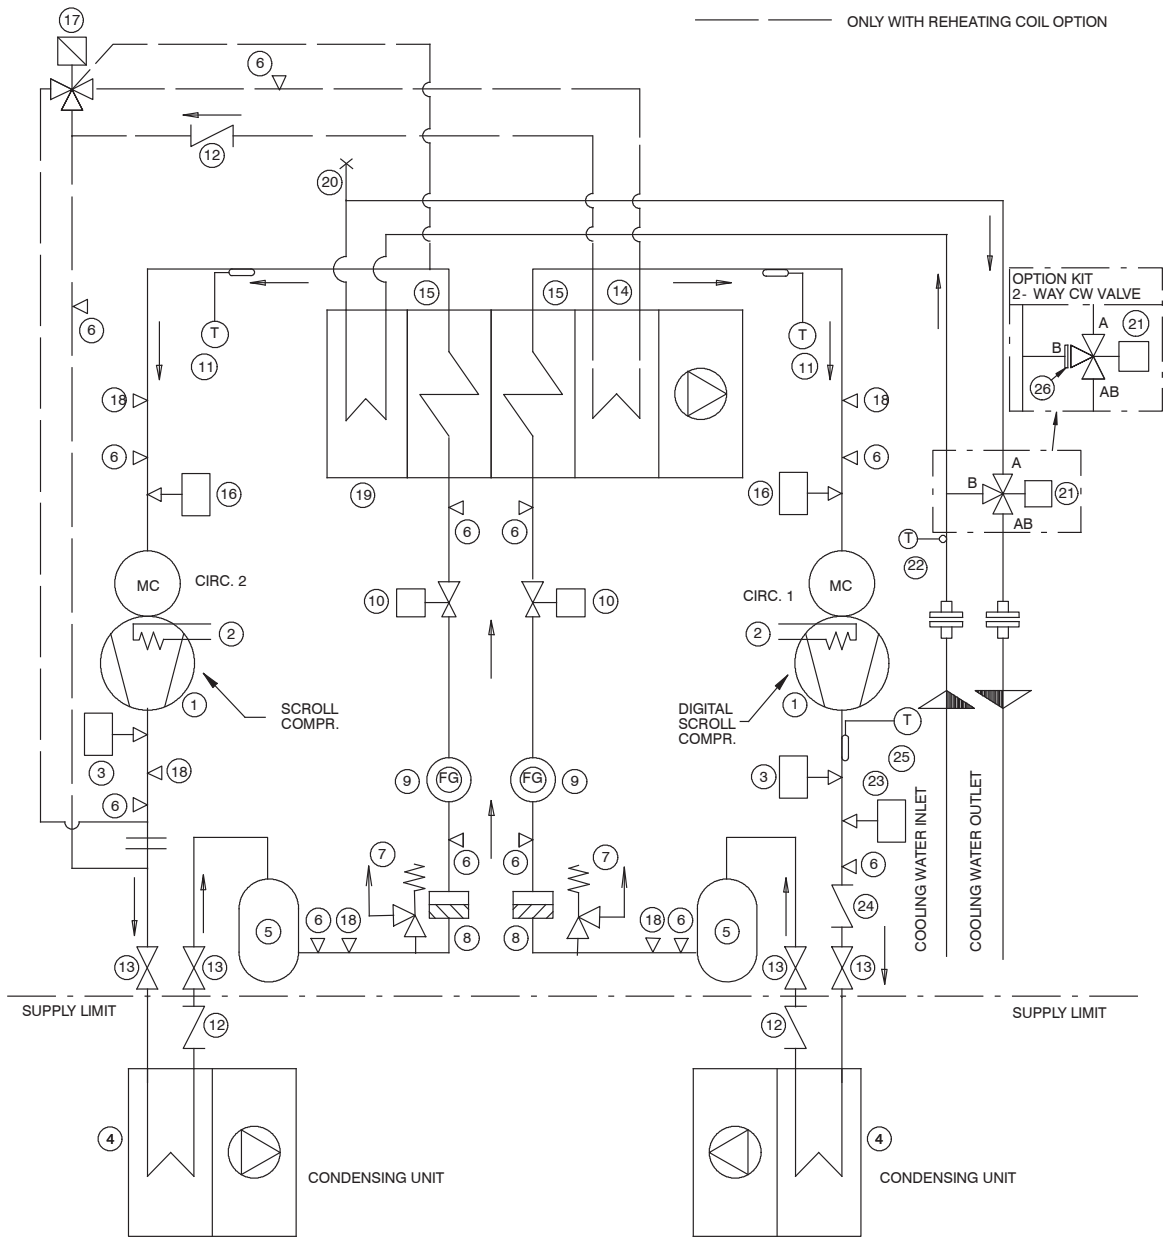 17
ONLY WITH REHEATING COIL OPTION
6
12
20
15
15
14
OPTION KIT
2- WAY CW VALVE
A
21
B
26
AB
T
11
T
11
6
18
18
6
6
16
19
16
6
6
A
B
21
AB
T
22
MC
CIRC. 2
10
10
CIRC. 1
MC
2
2
1
SCROLL
COMPR.
DIGITAL
SCROLL
COMPR.
1
T
25
3
18
9
FG
FG
9
3
23
6
COOLING WATER INLET
COOLING WATER OUTLET
7
6
6
7
6
5
6
18
8
8
18
6
5
24
13
13
13
13
SUPPLY LIMIT
SUPPLY LIMIT
12
12
4
CONDENSING UNIT
4
CONDENSING UNIT